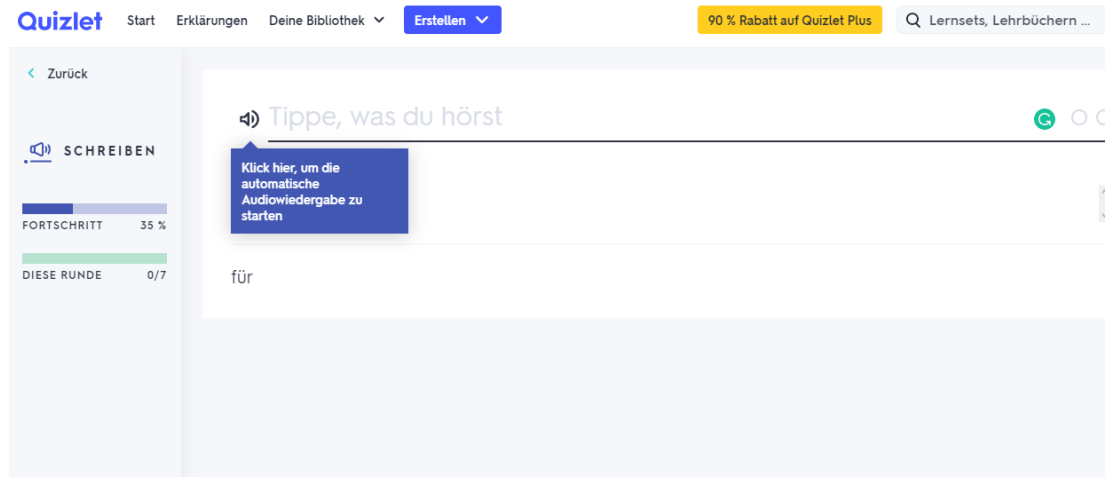 Quizlet Start Erklärungen Deine Bibliothek Erstellen 90 % Rabatt auf Quizlet Plus Lernsets, Lehrbüchern ...
Zurück
Tippe, was du hörst
SCHREIBEN
Klick hier, um die
automatische
Audiowiedergabe zu
starten
FORTSCHRITT 35 %
DIESE RUNDE 0/7
für